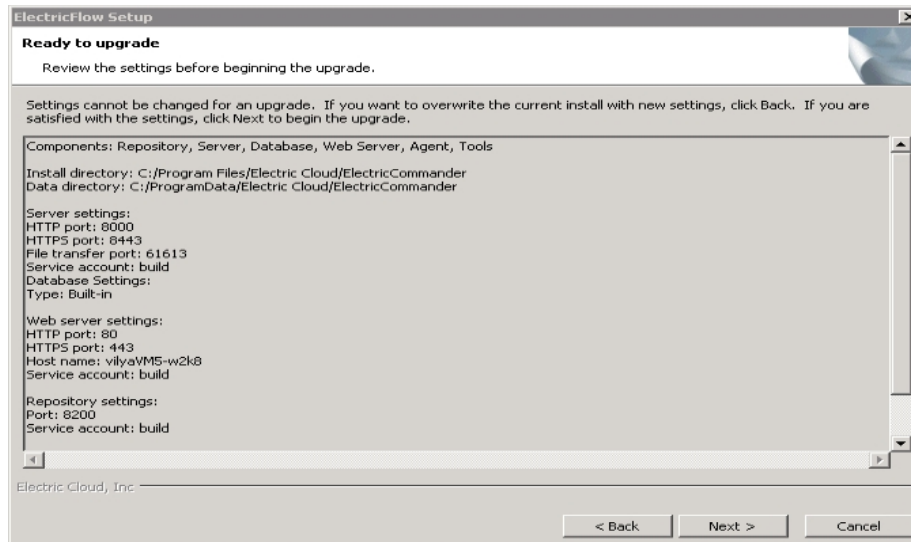 ElectricFlow Setup
Ready to upgrade
Review the settings before beginning the upgrade.
Settings cannot be changed for an upgrade. If you want to overwrite the current install with new settings, click Back. If you are
satisfied with the settings, click Next to begin the upgrade.
Components: Repository, Server, Database, Web Server, Agent, Tools
Install directory: C:/Program Files/Electric Cloud/ElectricCommander
Data directory: C:/ProgramData/Electric Cloud/ElectricCommander
Server settings:
HTTP port: 8000
HTTPS port: 8443
File transfer port: 61613
Service account: build
Database Settings:
Type: Built-in
Web server settings:
HTTP port: 80
HTTPS port: 443
Host name: vilyaVM5-w2k8
Service account: build
Repository settings:
Port: 8200
Service account: build
Electric Cloud, Inc
< Back
Next >
Cancel